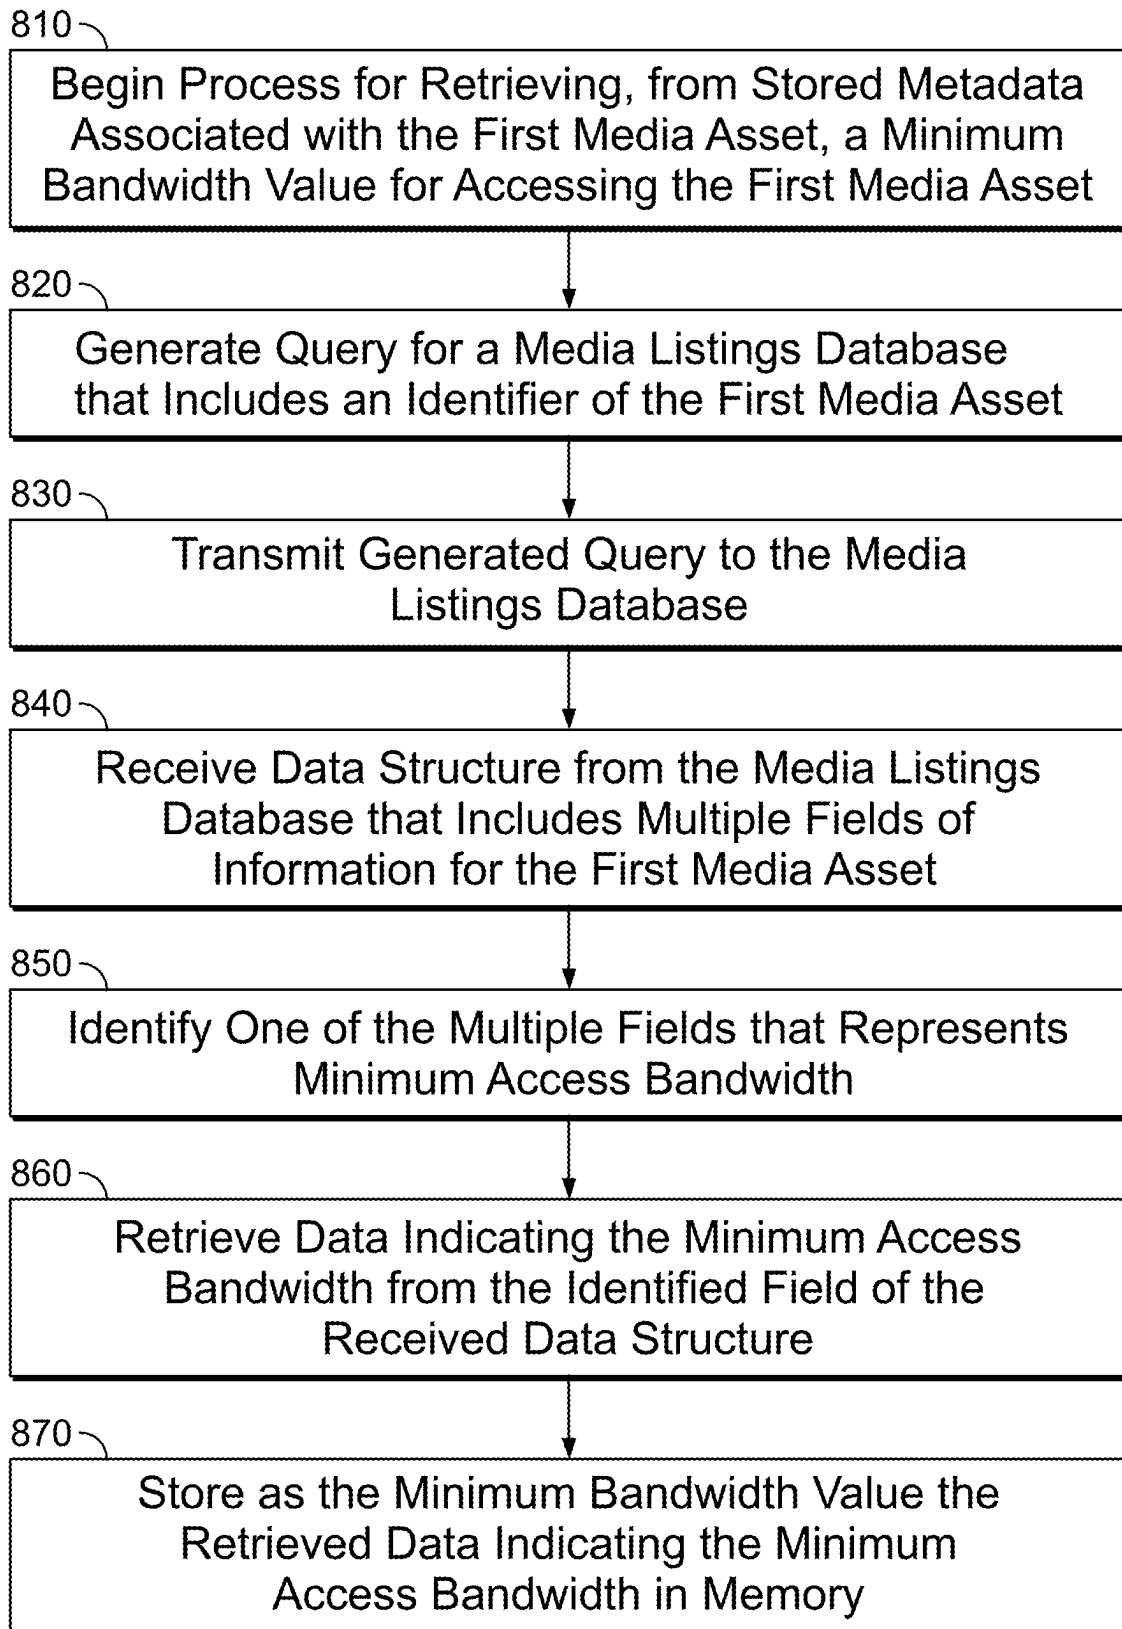 810
Begin Process for Retrieving, from Stored Metadata
Associated with the First Media Asset, a Minimum
Bandwidth Value for Accessing the First Media Asset
820
Generate Query for a Media Listings Database
that Includes an Identifier of the First Media Asset
830
Transmit Generated Query to the Media
Listings Database
840
Receive Data Structure from the Media Listings
Database that Includes Multiple Fields of
Information for the First Media Asset
850
Identify One of the Multiple Fields that Represents
Minimum Access Bandwidth
860
Retrieve Data Indicating the Minimum Access
Bandwidth from the Identified Field of the
Received Data Structure
870
Store as the Minimum Bandwidth Value the
Retrieved Data Indicating the Minimum
Access Bandwidth in Memory